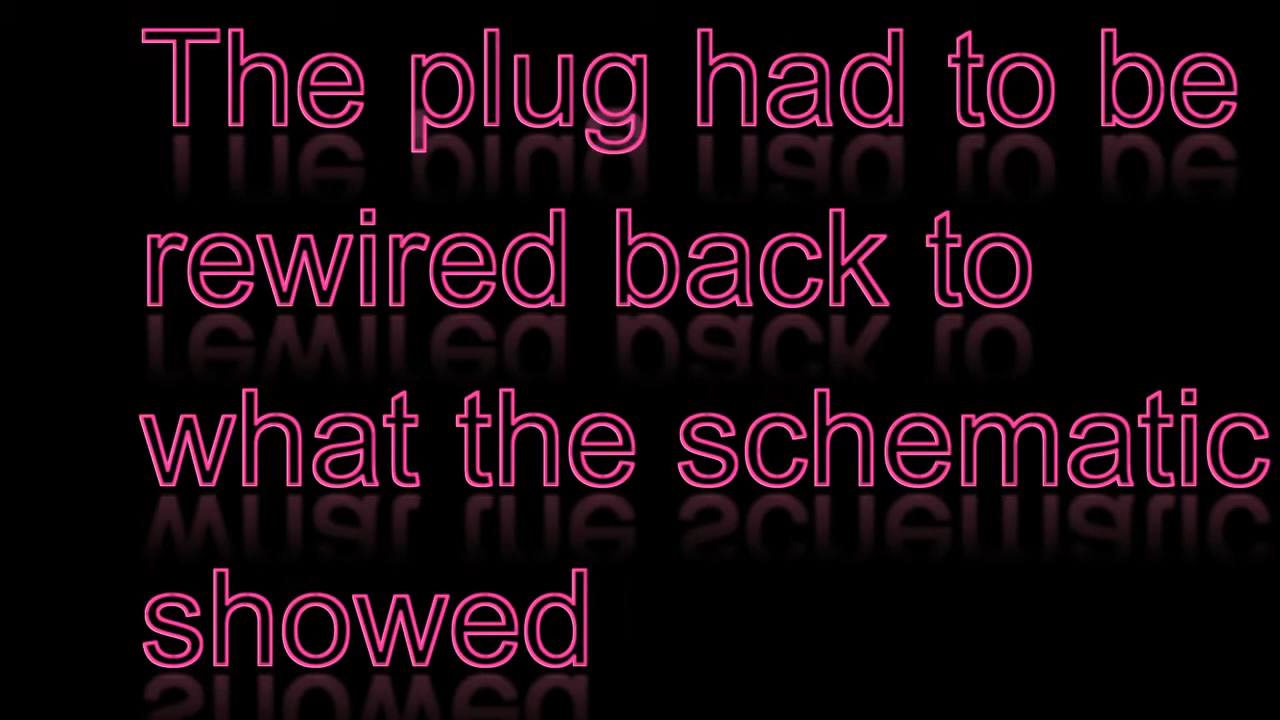 The plug had to be
rewired back to
what the schematic
showed